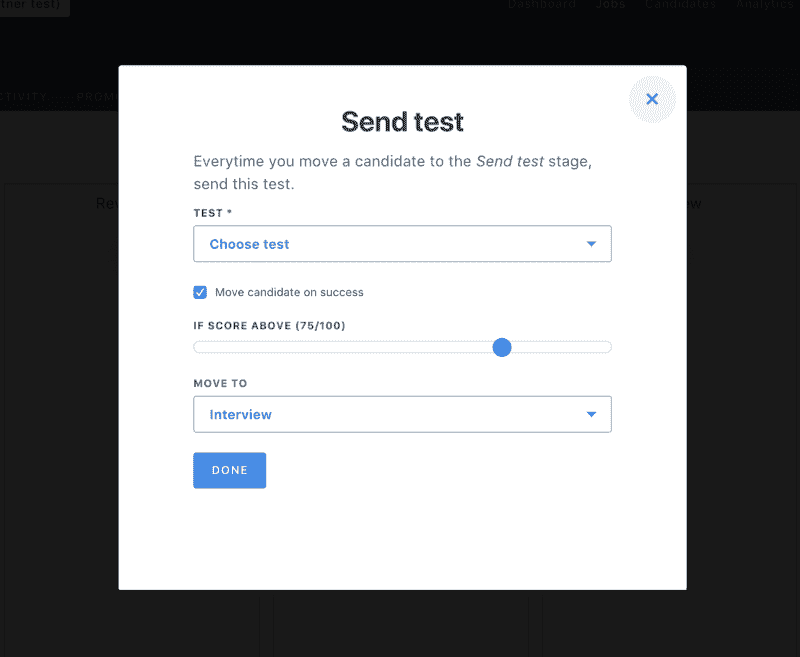 tner test)
Dashboard Jobs Candidates Analytics
CTIVITY
PROM
Send test
Everytime you move a candidate to the Send test stage,
send this test.
TEST *
Choose test
Move candidate on success
IF SCORE ABOVE (75/100)
MOVE TO
Interview
DONE